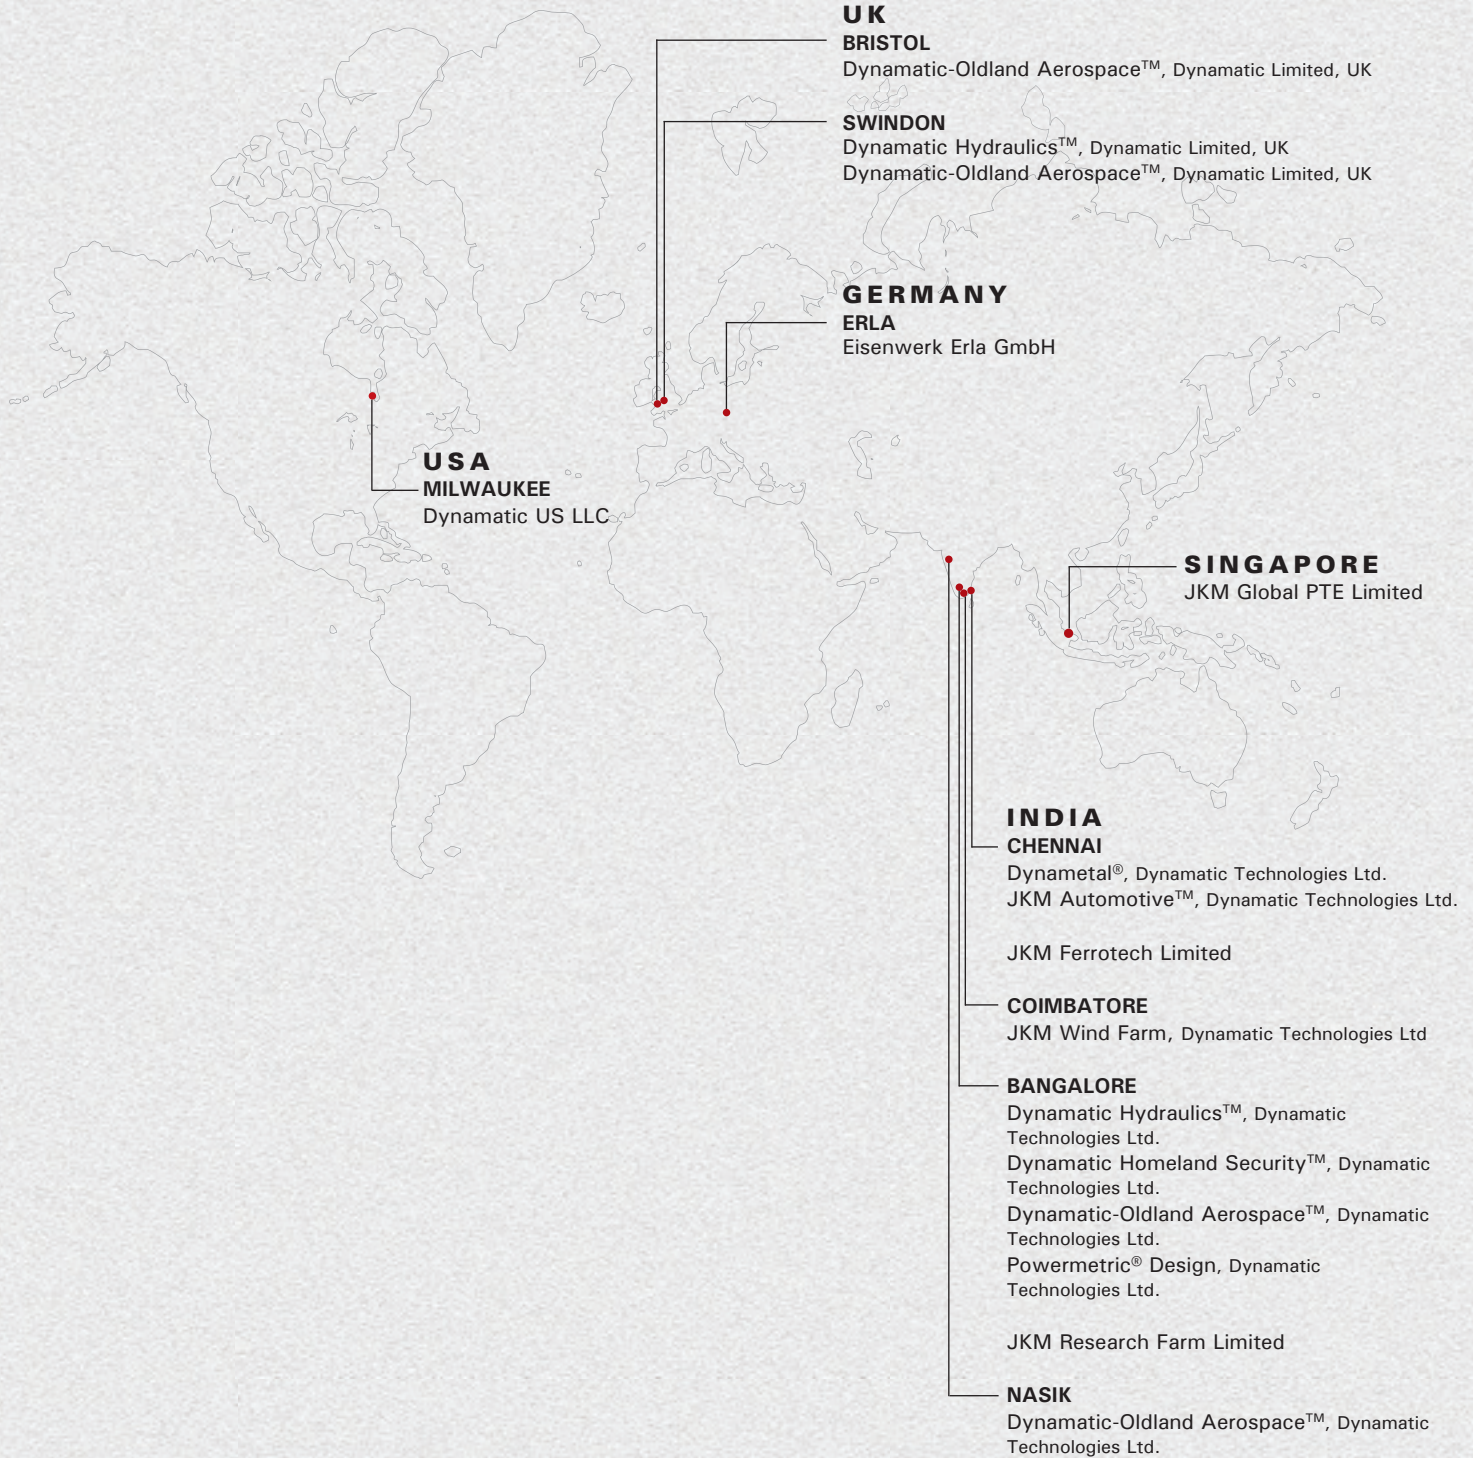 UK
BRISTOL
Dynamatic-Oldland Aerospace™, Dynamatic Limited, UK
SWINDON
Dynamatic Hydraulics™, Dynamatic Limited, UK
Dynamatic-Oldland Aerospace™, Dynamatic Limited, UK
GERMANY
ERLA
Eisenwerk Erla GmbH
USA
MILWAUKEE
Dynamatic US LLC
SINGAPORE
JKM Global PTE Limited
INDIA
CHENNAI
Dynametal®, Dynamatic Technologies Ltd.
JKM Automotive™, Dynamatic Technologies Ltd.
JKM Ferrotech Limited
COIMBATORE
JKM Wind Farm, Dynamatic Technologies Ltd
BANGALORE
Dynamatic Hydraulics™, Dynamatic
Technologies Ltd.
Dynamatic Homeland Security™, Dynamatic
Technologies Ltd.
Dynamatic-Oldland Aerospace™, Dynamatic
Technologies Ltd.
Powermetric® Design, Dynamatic
Technologies Ltd.
JKM Research Farm Limited
NASIK
Dynamatic-Oldland Aerospace™, Dynamatic
Technologies Ltd.